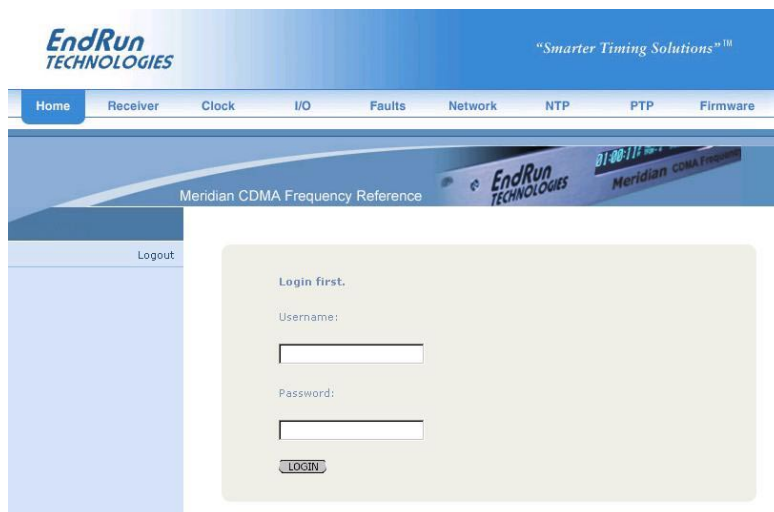 EndRun
TECHNOLOGIES
“Smarter Timing Solutions”™
Home Receiver Clock I/O Faults Network NTP PTP Firmware
Meridian CDMA Frequency Reference
EndRun
TECHNOLOGIES
Meridian CDMA Frequency
Logout
Login first.
Username:
Password:
LOGIN